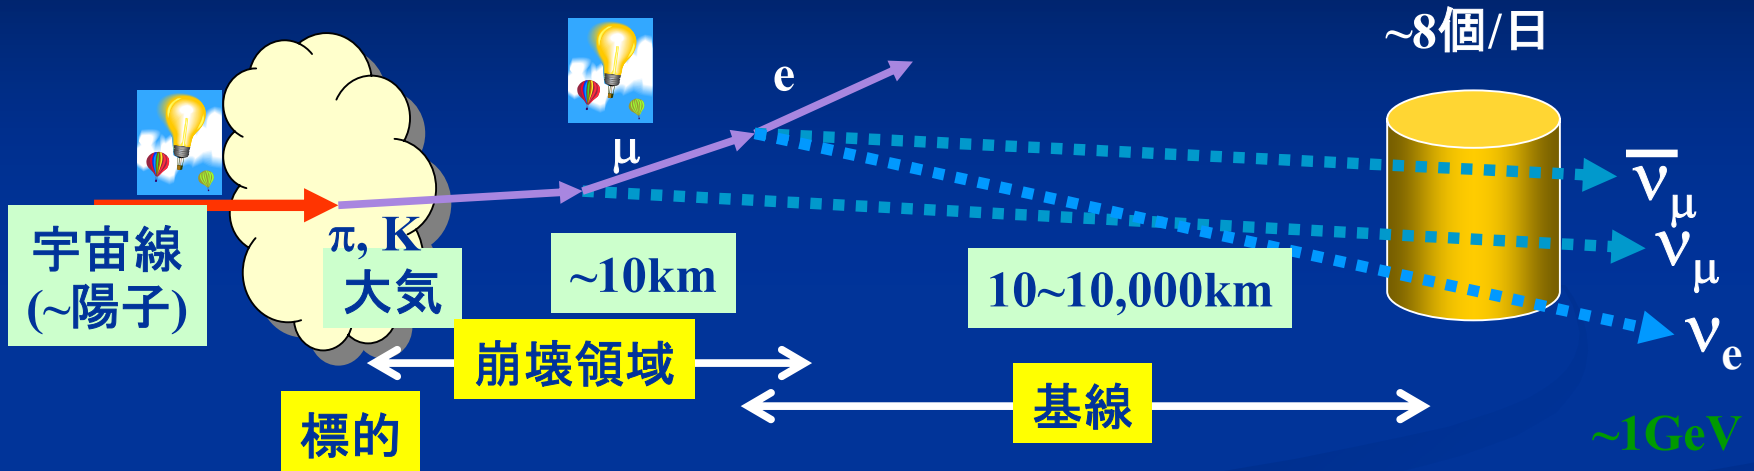 ~8個/日
e
μ
ν̅μ
νμ
νe
宇宙線
(~陽子)
π, K
大気
~10km
10~10,000km
崩壊領域
標的
基線
~1GeV